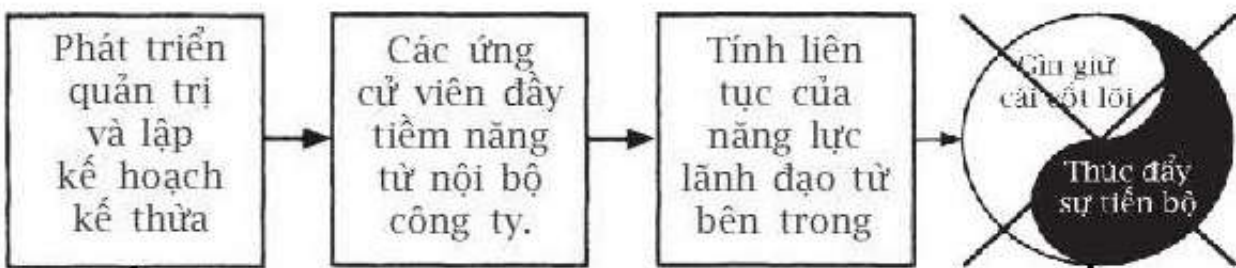 Phát triển
quản trị
và lập
kế hoạch
kế thừa
Các ứng
cử viên đầy
tiềm năng
từ nội bộ
công ty.
Tính liên
tục của
năng lực
lãnh đạo từ
bên trong
Gìn giữ
cái cốt lõi
Thúc đẩy
sự tiến bộ